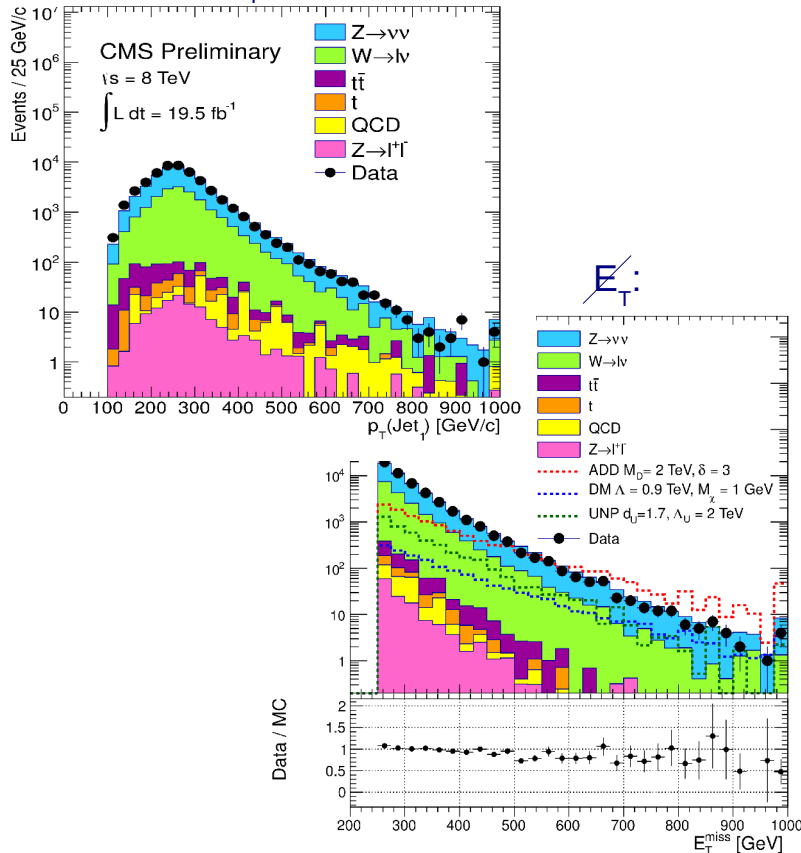 Events / 25 GeV/c
10⁷
10⁶
10⁵
10⁴
10³
10²
10
1
CMS Preliminary
√s = 8 TeV
∫ L dt = 19.5 fb⁻¹
Z→νν
W→lν
tt̄
t
QCD
Z→l⁺l⁻
Data
0 100 200 300 400 500 600 700 800 900 1000
p_T(Jet₁) [GeV/c]
E̸_T:
Z→νν
W→lν
tt̄
t
QCD
Z→l⁺l⁻
ADD M_D= 2 TeV, δ = 3
DM Λ = 0.9 TeV, M_χ = 1 GeV
UNP d_U=1.7, Λ_U = 2 TeV
Data
10⁴
10³
10²
10
1
Data / MC
2
1.5
1
0.5
0
200 300 400 500 600 700 800 900 1000
E_T^miss [GeV]